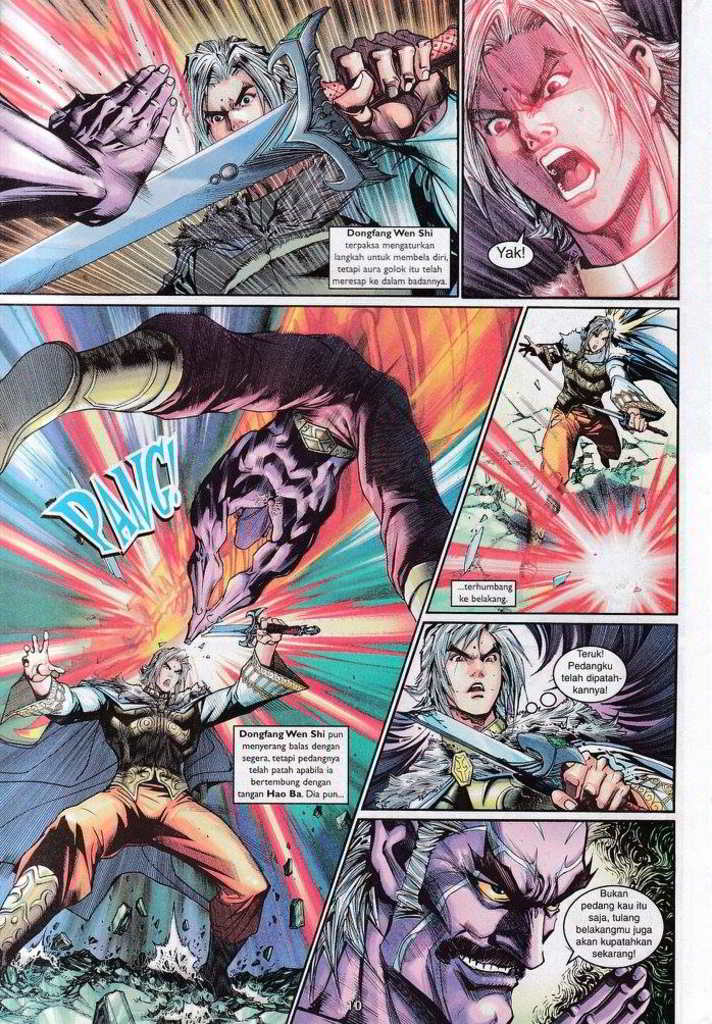 Dongfang Wen Shi
terpaksa mengaturkan
langkah untuk membela diri,
tetapi aura golok itu telah
meresap ke dalam badannya.
Yak!
PANG!
...terhumbang
ke belakang.
Dongfang Wen Shi pun
menyerang balas dengan
segera, tetapi pedangnya
telah patah apabila ia
bertembung dengan
tangan Hao Ba. Dia pun...
Teruk!
Pedangku
telah dipatah-
kannya!
Bukan
pedang kau itu
saja, tulang
belakangmu juga
akan kupatahkan
sekarang!
10